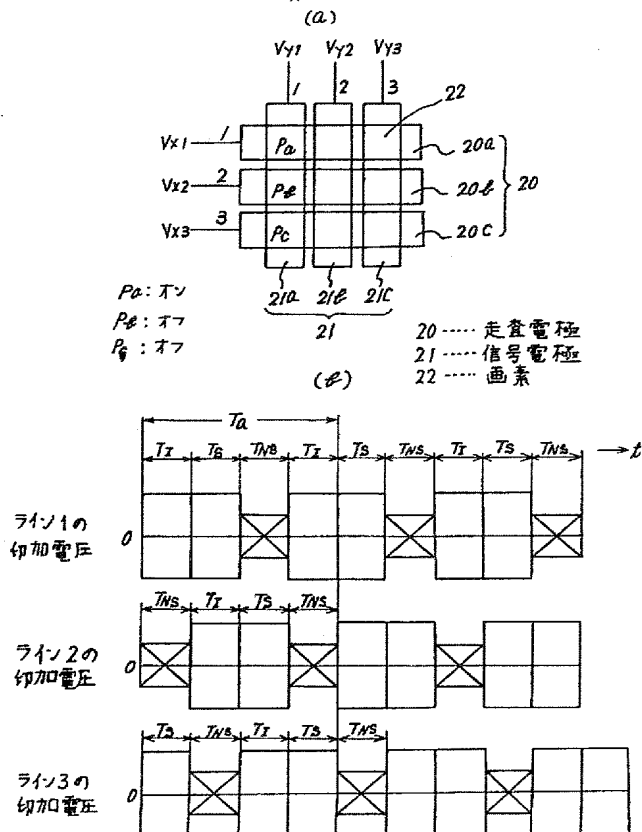 (a)
Vy1 Vy2 Vy3
1 2 3
22
Vx1 1 Pa 20a
Vx2 2 Pb 20b 20
Vx3 3 Pc 20c
21a 21b 21c
21
Pa: オン
Pb: オフ
Pc: オフ
20 ····· 走査電極
21 ····· 信号電極
22 ····· 画素
(b)
Ta
TI TS TNS TI TS TNS TI TS TNS → t
ライン1の
印加電圧
0
TNS TI TS TNS
ライン2の
印加電圧
0
TS TNS TI TS TNS
ライン3の
印加電圧
0